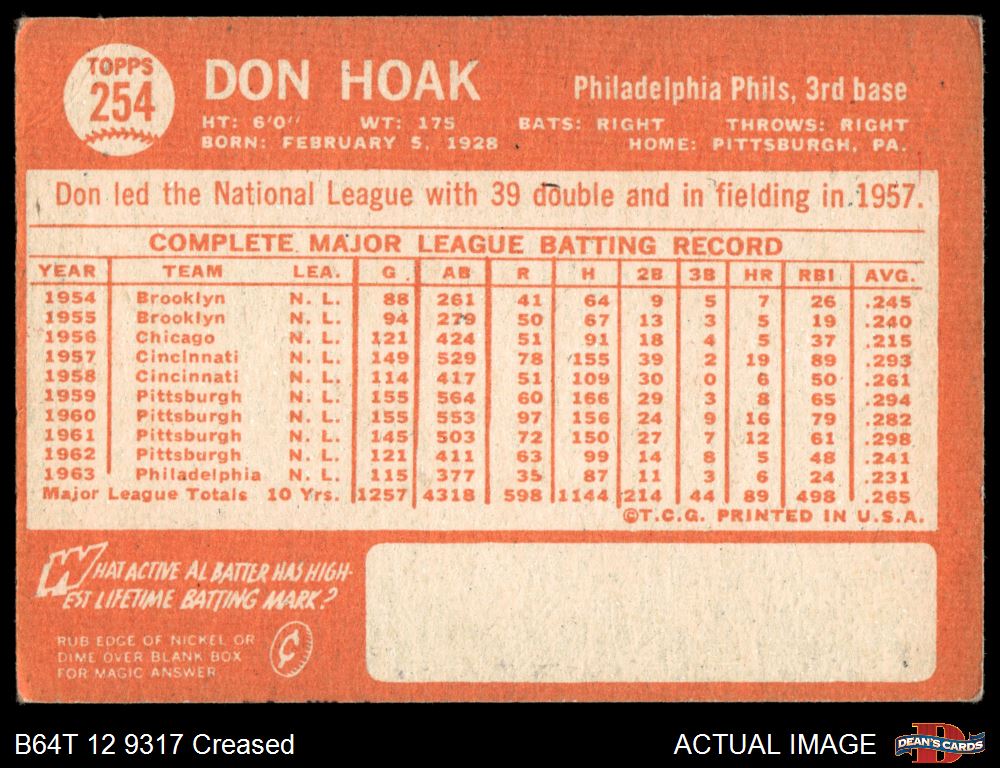 TOPPS
254
DON HOAK
Philadelphia Phils, 3rd base
HT: 6'0" WT: 175 BATS: RIGHT THROWS: RIGHT
BORN: FEBRUARY 5, 1928 HOME: PITTSBURGH, PA.
Don led the National League with 39 double and in fielding in 1957.
COMPLETE MAJOR LEAGUE BATTING RECORD
YEAR TEAM LEA. G AB R H 2B 3B HR RBI AVG.
1954 Brooklyn N. L. 88 261 41 64 9 5 7 26 .245
1955 Brooklyn N. L. 94 279 50 67 13 3 5 19 .240
1956 Chicago N. L. 121 424 51 91 18 4 5 37 .215
1957 Cincinnati N. L. 149 529 78 155 39 2 19 89 .293
1958 Cincinnati N. L. 114 417 51 109 30 0 6 50 .261
1959 Pittsburgh N. L. 155 564 60 166 29 3 8 65 .294
1960 Pittsburgh N. L. 155 553 97 156 24 9 16 79 .282
1961 Pittsburgh N. L. 145 503 72 150 27 7 12 61 .298
1962 Pittsburgh N. L. 121 411 63 99 14 8 5 48 .241
1963 Philadelphia N. L. 115 377 35 87 11 3 6 24 .231
Major League Totals 10 Yrs. 1257 4318 598 1144 214 44 89 498 .265
©T.C.G. PRINTED IN U.S.A.
WHAT ACTIVE AL BATTER HAS HIGH-
EST LIFETIME BATTING MARK?
RUB EDGE OF NICKEL OR
DIME OVER BLANK BOX
FOR MAGIC ANSWER
¢
B64T 12 9317 Creased
ACTUAL IMAGE
D
DEAN'S CARDS